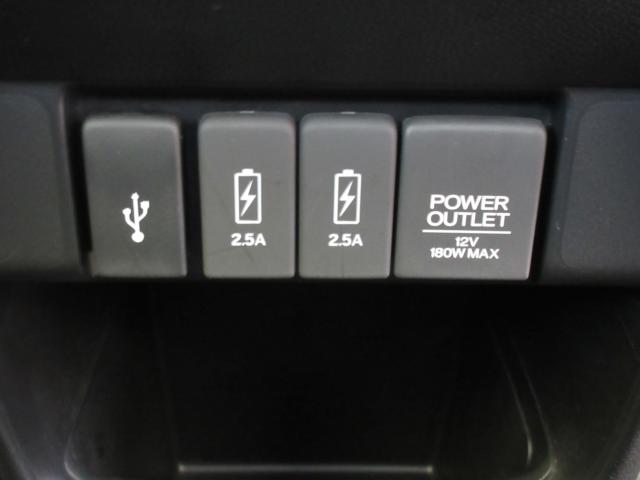 2.5A
2.5A
POWER
OUTLET
12V
180W MAX